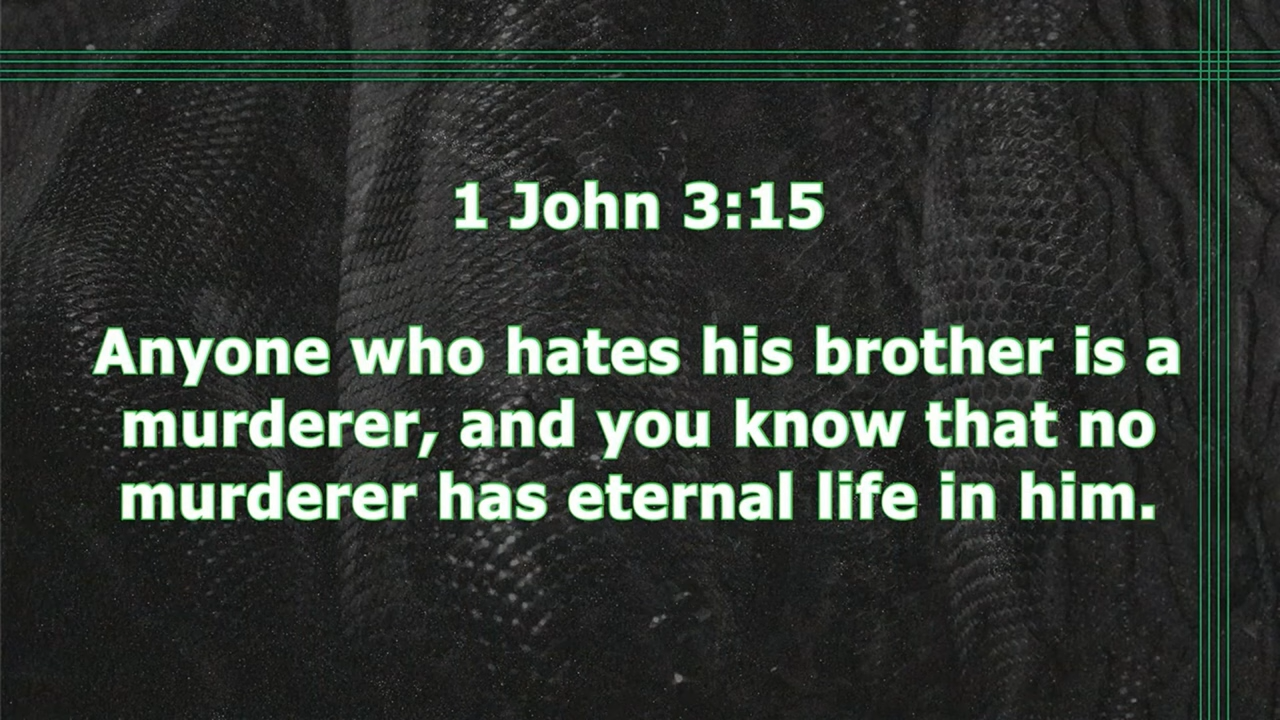 1 John 3:15
Anyone who hates his brother is a
murderer, and you know that no
murderer has eternal life in him.